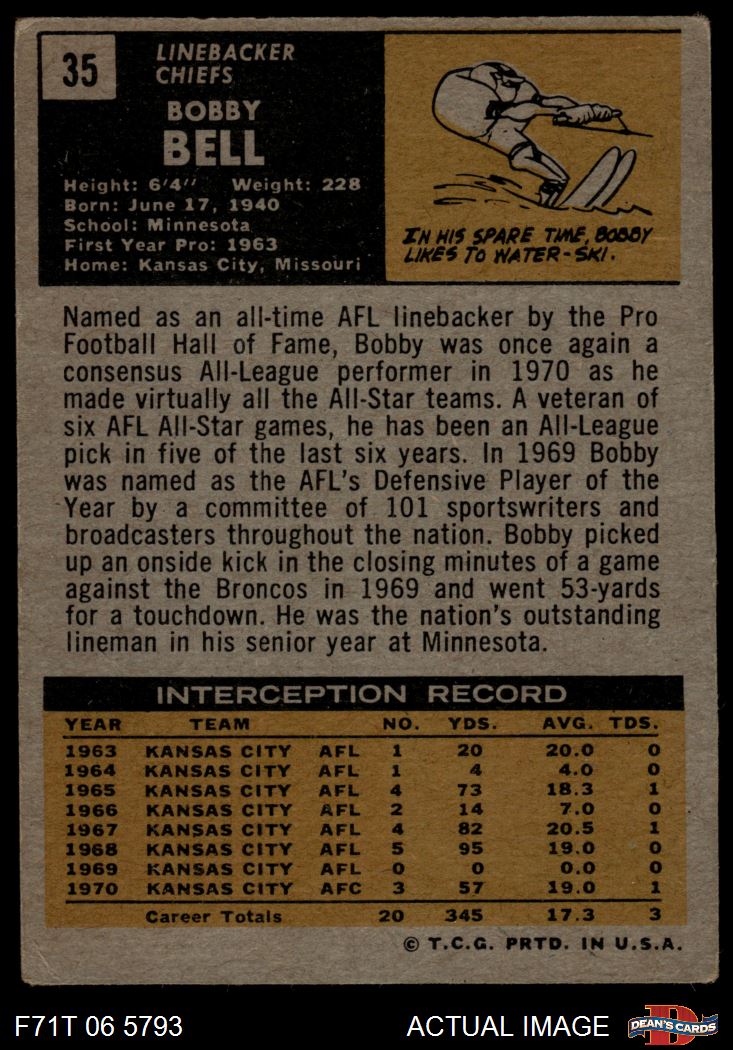 35
LINEBACKER
CHIEFS
BOBBY
BELL
Height: 6'4" Weight: 228
Born: June 17, 1940
School: Minnesota
First Year Pro: 1963
Home: Kansas City, Missouri
IN HIS SPARE TIME, BOBBY
LIKES TO WATER-SKI.
Named as an all-time AFL linebacker by the Pro
Football Hall of Fame, Bobby was once again a
consensus All-League performer in 1970 as he
made virtually all the All-Star teams. A veteran of
six AFL All-Star games, he has been an All-League
pick in five of the last six years. In 1969 Bobby
was named as the AFL's Defensive Player of the
Year by a committee of 101 sportswriters and
broadcasters throughout the nation. Bobby picked
up an onside kick in the closing minutes of a game
against the Broncos in 1969 and went 53-yards
for a touchdown. He was the nation's outstanding
lineman in his senior year at Minnesota.
INTERCEPTION RECORD
YEAR TEAM NO. YDS. AVG. TDS.
1963 KANSAS CITY AFL 1 20 20.0 0
1964 KANSAS CITY AFL 1 4 4.0 0
1965 KANSAS CITY AFL 4 73 18.3 1
1966 KANSAS CITY AFL 2 14 7.0 0
1967 KANSAS CITY AFL 4 82 20.5 1
1968 KANSAS CITY AFL 5 95 19.0 0
1969 KANSAS CITY AFL 0 0 0.0 0
1970 KANSAS CITY AFC 3 57 19.0 1
Career Totals 20 345 17.3 3
© T.C.G. PRTD. IN U.S.A.
F71T 06 5793 ACTUAL IMAGE D DEAN'S CARDS